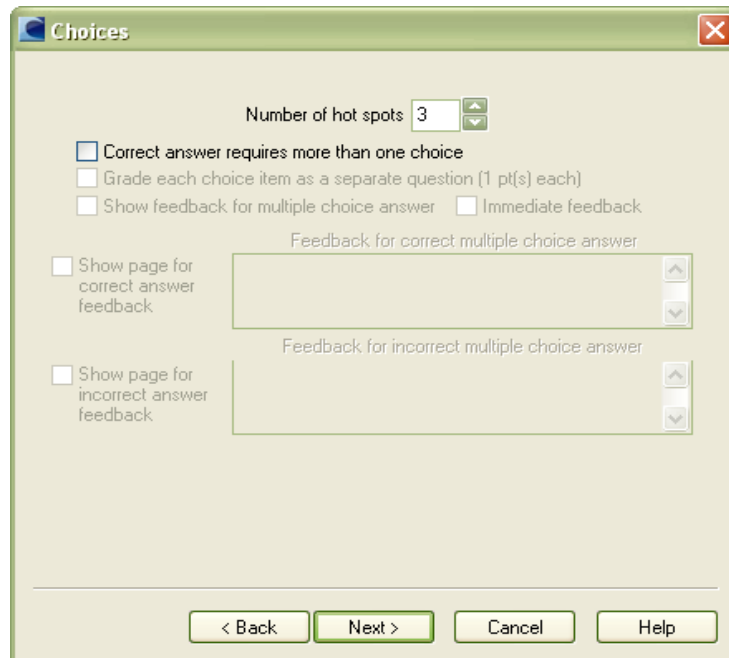 Choices
Number of hot spots 3
Correct answer requires more than one choice
Grade each choice item as a separate question (1 pt(s) each)
Show feedback for multiple choice answer Immediate feedback
Feedback for correct multiple choice answer
Show page for
correct answer
feedback
Feedback for incorrect multiple choice answer
Show page for
incorrect answer
feedback
< Back Next > Cancel Help